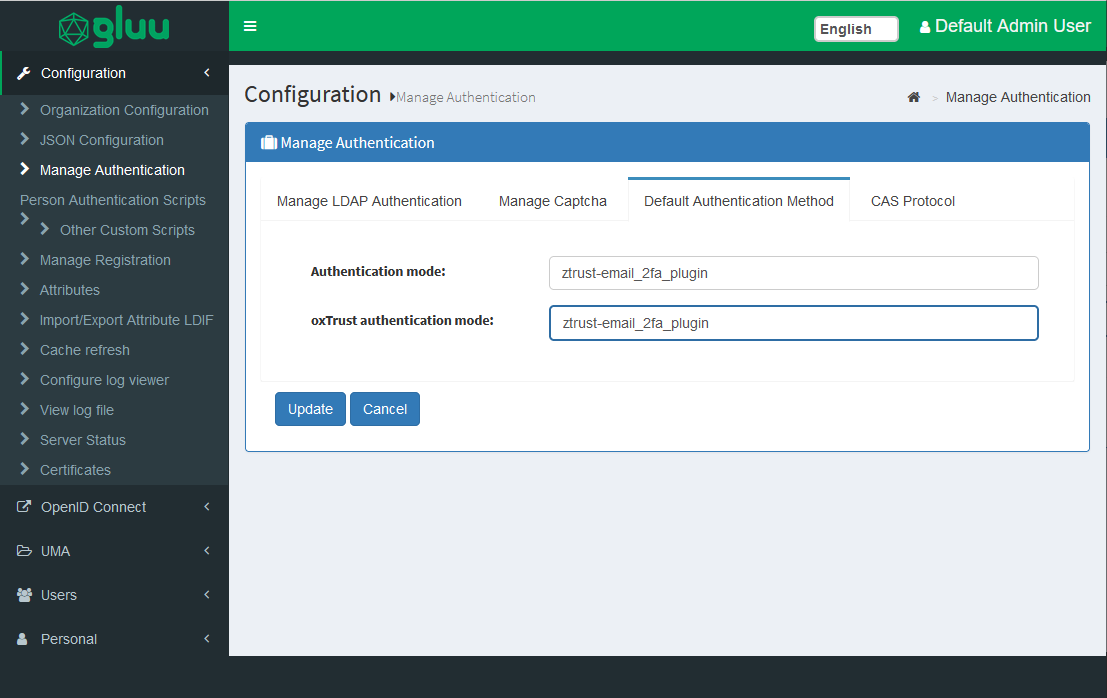 gluu
English
Default Admin User
Configuration
Organization Configuration
JSON Configuration
Manage Authentication
Person Authentication Scripts
Other Custom Scripts
Manage Registration
Attributes
Import/Export Attribute LDIF
Cache refresh
Configure log viewer
View log file
Server Status
Certificates
OpenID Connect
UMA
Users
Personal
Configuration Manage Authentication
> Manage Authentication
Manage Authentication
Manage LDAP Authentication Manage Captcha Default Authentication Method CAS Protocol
Authentication mode: ztrust-email_2fa_plugin
oxTrust authentication mode: ztrust-email_2fa_plugin
Update Cancel